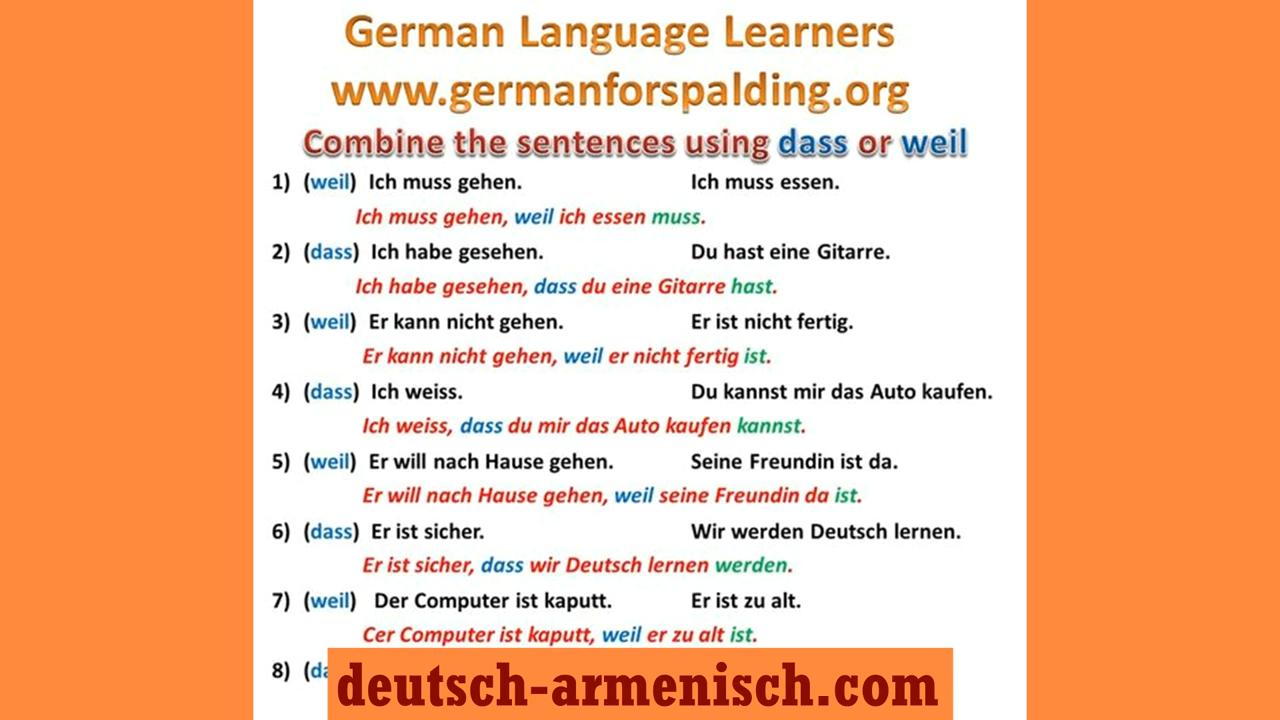 German Language Learners
www.germanforspalding.org
Combine the sentences using dass or weil
1) (weil) Ich muss gehen. Ich muss essen.
Ich muss gehen, weil ich essen muss.
2) (dass) Ich habe gesehen. Du hast eine Gitarre.
Ich habe gesehen, dass du eine Gitarre hast.
3) (weil) Er kann nicht gehen. Er ist nicht fertig.
Er kann nicht gehen, weil er nicht fertig ist.
4) (dass) Ich weiss. Du kannst mir das Auto kaufen.
Ich weiss, dass du mir das Auto kaufen kannst.
5) (weil) Er will nach Hause gehen. Seine Freundin ist da.
Er will nach Hause gehen, weil seine Freundin da ist.
6) (dass) Er ist sicher. Wir werden Deutsch lernen.
Er ist sicher, dass wir Deutsch lernen werden.
7) (weil) Der Computer ist kaputt. Er ist zu alt.
Cer Computer ist kaputt, weil er zu alt ist.
8)
deutsch-armenisch.com